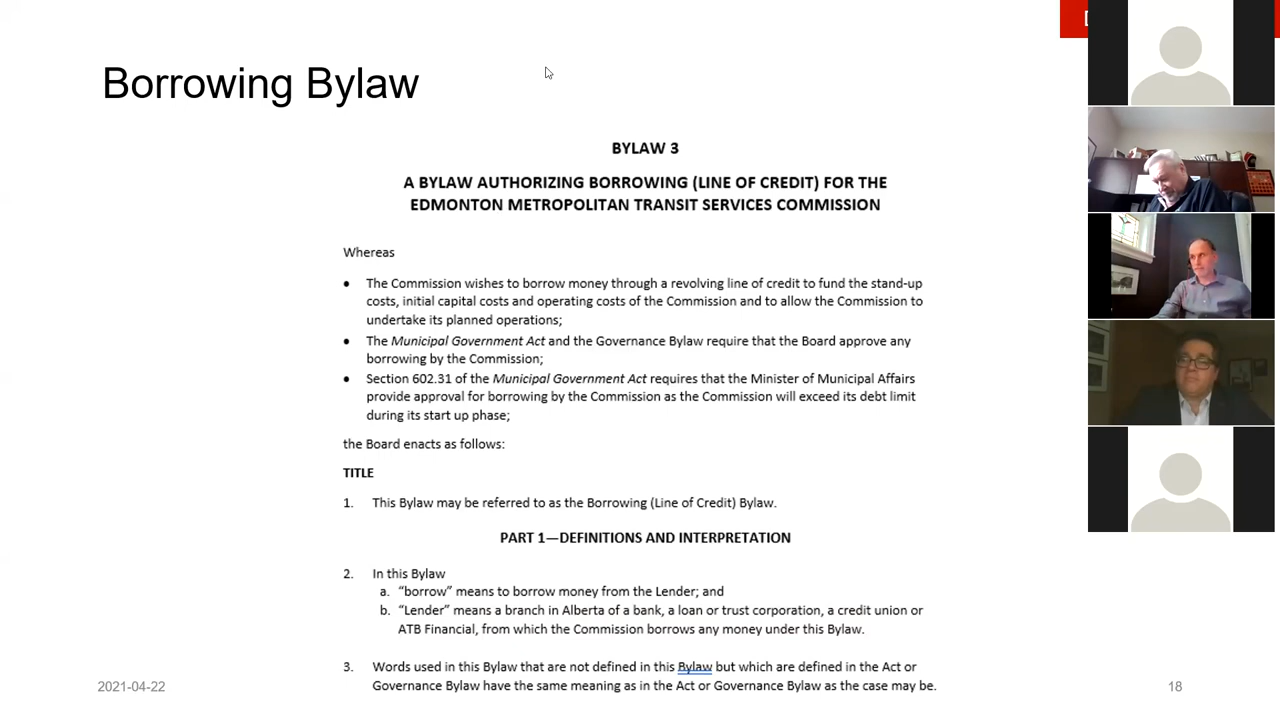 Borrowing Bylaw
BYLAW 3
A BYLAW AUTHORIZING BORROWING (LINE OF CREDIT) FOR THE
EDMONTON METROPOLITAN TRANSIT SERVICES COMMISSION
Whereas
• The Commission wishes to borrow money through a revolving line of credit to fund the stand-up
costs, initial capital costs and operating costs of the Commission and to allow the Commission to
undertake its planned operations;
• The Municipal Government Act and the Governance Bylaw require that the Board approve any
borrowing by the Commission;
• Section 602.31 of the Municipal Government Act requires that the Minister of Municipal Affairs
provide approval for borrowing by the Commission as the Commission will exceed its debt limit
during its start up phase;
the Board enacts as follows:
TITLE
1. This Bylaw may be referred to as the Borrowing (Line of Credit) Bylaw.
PART 1—DEFINITIONS AND INTERPRETATION
2. In this Bylaw
a. “borrow” means to borrow money from the Lender; and
b. “Lender” means a branch in Alberta of a bank, a loan or trust corporation, a credit union or
ATB Financial, from which the Commission borrows any money under this Bylaw.
3. Words used in this Bylaw that are not defined in this Bylaw but which are defined in the Act or
Governance Bylaw have the same meaning as in the Act or Governance Bylaw as the case may be.
2021-04-22
18